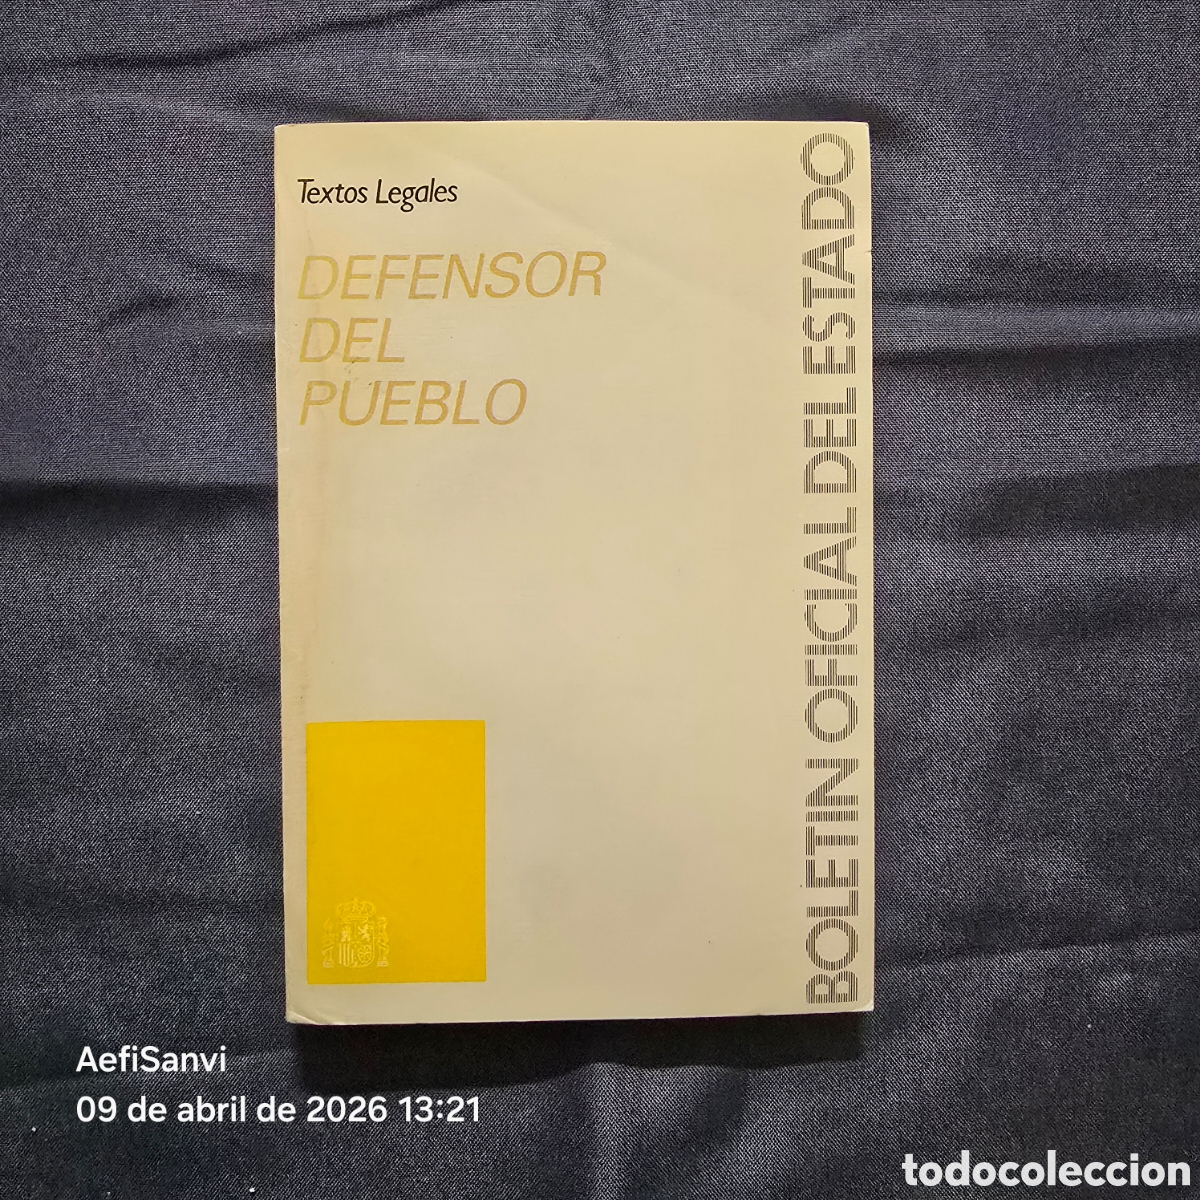 Textos Legales
DEFENSOR
DEL
PUEBLO
BOLETIN OFICIAL DEL ESTADO
AefiSanvi
09 de abril de 2026 13:21
todocoleccion